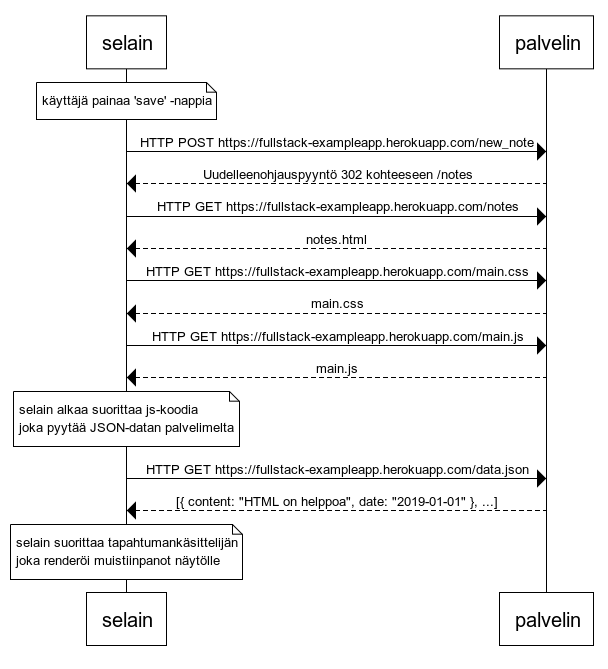 selain
palvelin
käyttäjä painaa 'save' -nappia
HTTP POST https://fullstack-exampleapp.herokuapp.com/new_note
Uudelleenohjauspyyntö 302 kohteeseen /notes
HTTP GET https://fullstack-exampleapp.herokuapp.com/notes
notes.html
HTTP GET https://fullstack-exampleapp.herokuapp.com/main.css
main.css
HTTP GET https://fullstack-exampleapp.herokuapp.com/main.js
main.js
selain alkaa suorittaa js-koodia
joka pyytää JSON-datan palvelimelta
HTTP GET https://fullstack-exampleapp.herokuapp.com/data.json
[{ content: "HTML on helppoa", date: "2019-01-01" }, ...]
selain suorittaa tapahtumankäsittelijän
joka renderöi muistiinpanot näytölle
selain
palvelin